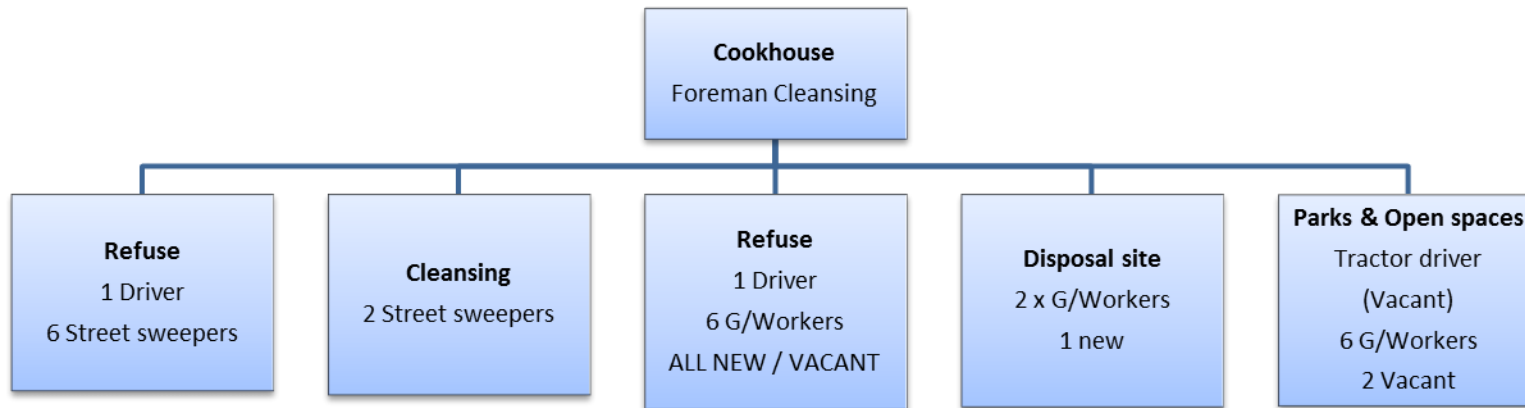 Cookhouse
Foreman Cleansing
Refuse
1 Driver
6 Street sweepers
Cleansing
2 Street sweepers
Refuse
1 Driver
6 G/Workers
ALL NEW / VACANT
Disposal site
2 x G/Workers
1 new
Parks & Open spaces
Tractor driver
(Vacant)
6 G/Workers
2 Vacant